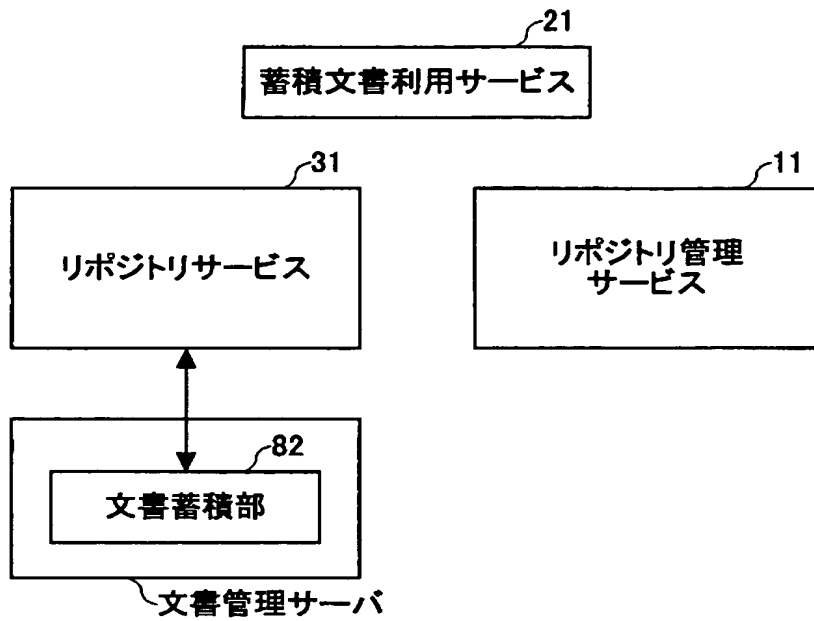 21
蓄積文書利用サービス
31
リポジトリサービス
11
リポジトリ管理
サービス
82
文書蓄積部
文書管理サーバ